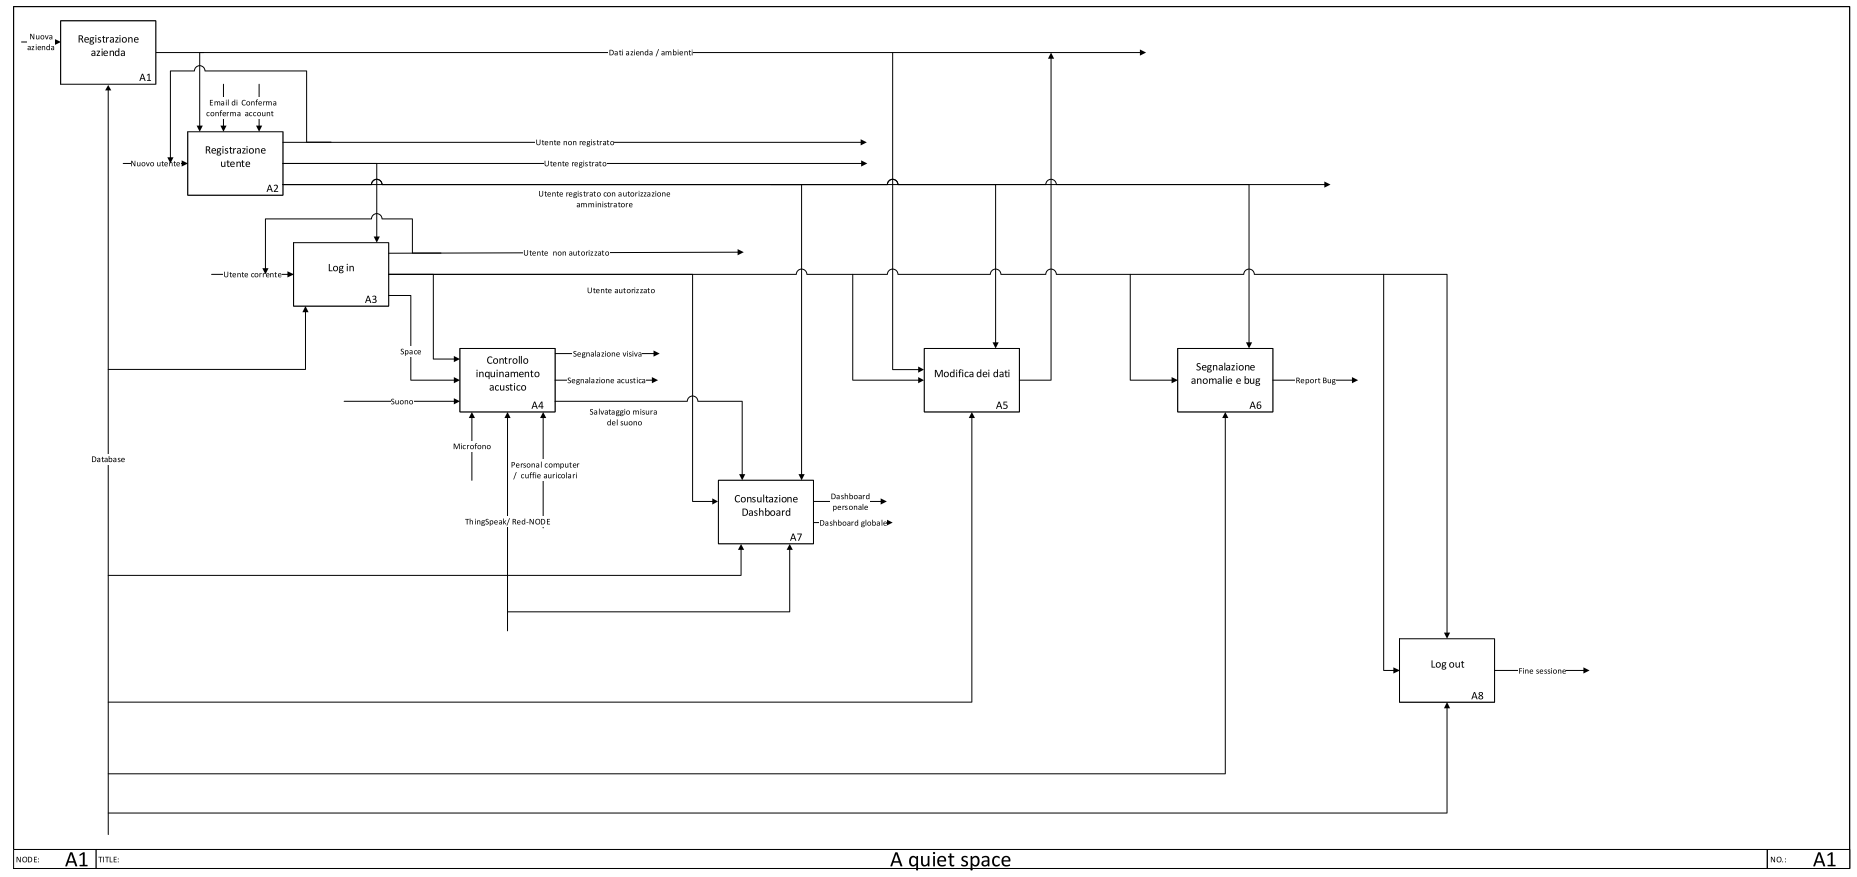 Nuova
azienda
Registrazione
azienda
A1
Dati azienda / ambienti
Email di
conferma
Conferma
account
Nuovo utente
Registrazione
utente
A2
Utente non registrato
Utente registrato
Utente registrato con autorizzazione
amministratore
Utente corrente
Log in
A3
Utente non autorizzato
Utente autorizzato
Space
Suono
Controllo
inquinamento
acustico
A4
Segnalazione visiva
Segnalazione acustica
Salvataggio misura
del suono
Modifica dei dati
A5
Segnalazione
anomalie e bug
A6
Report Bug
Microfono
Database
Personal computer
/ cuffie auricolari
ThingSpeak/ Red-NODE
Consultazione
Dashboard
A7
Dashboard
personale
Dashboard globale
Log out
A8
Fine sessione
NODE: A1 TITLE: A quiet space NO.: A1